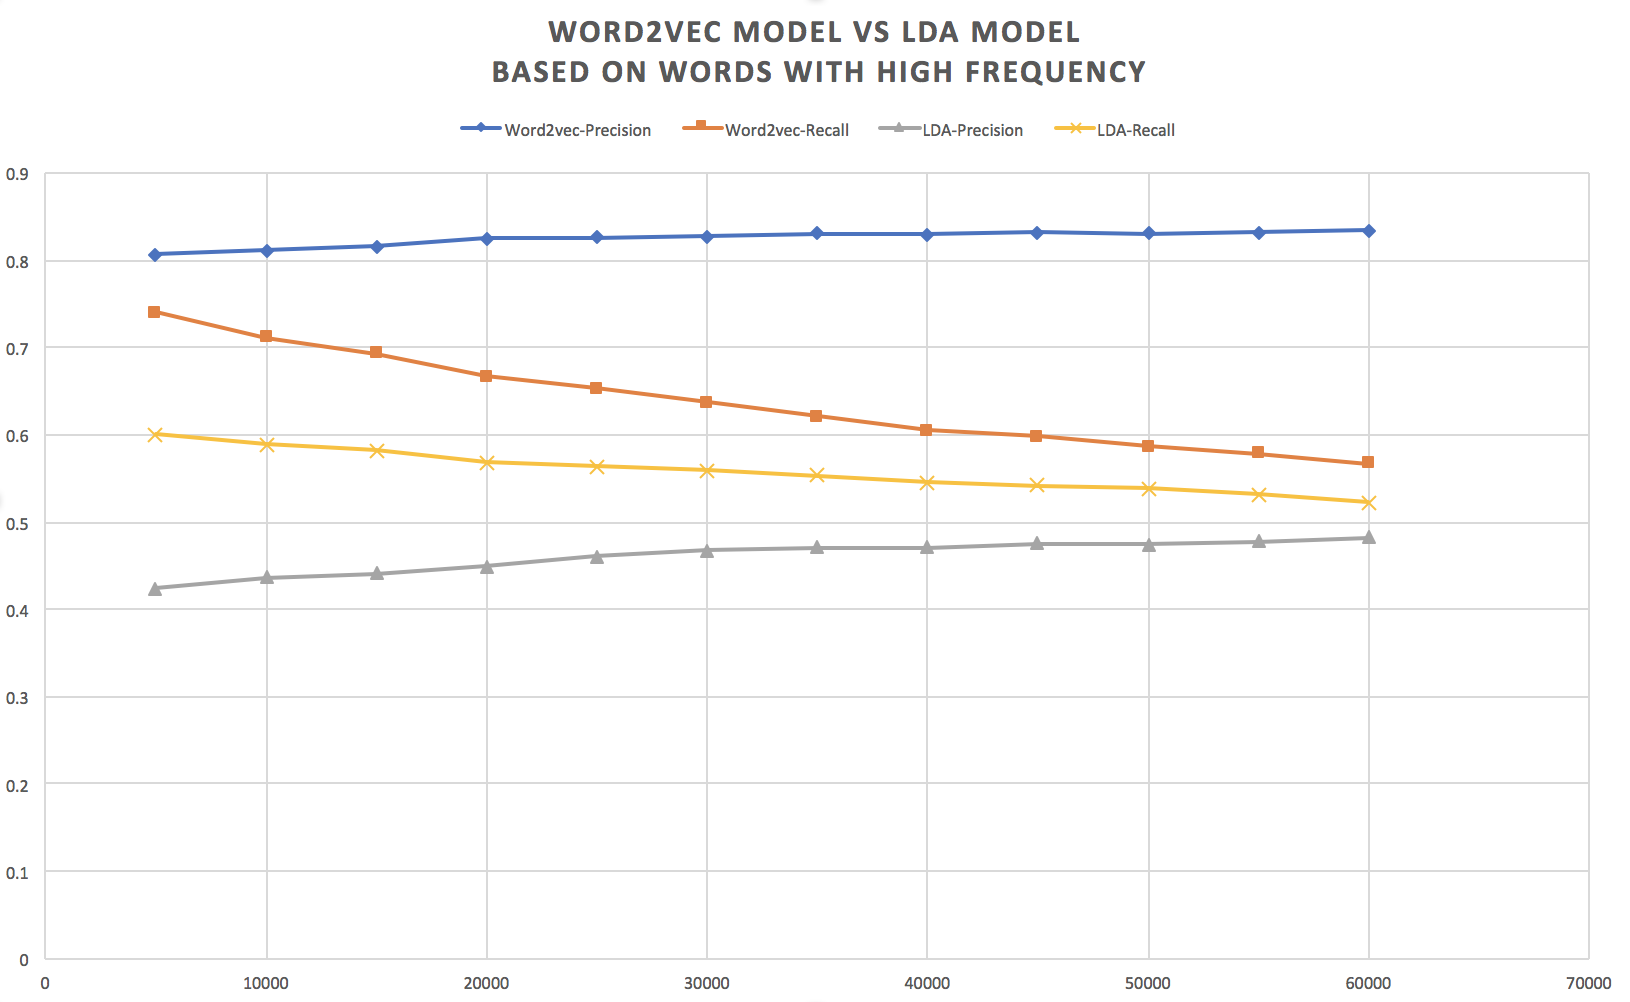 WORD2VEC MODEL VS LDA MODEL
BASED ON WORDS WITH HIGH FREQUENCY
Word2vec-Precision Word2vec-Recall LDA-Precision LDA-Recall
0.9
0.8
0.7
0.6
0.5
0.4
0.3
0.2
0.1
0
0 10000 20000 30000 40000 50000 60000 70000